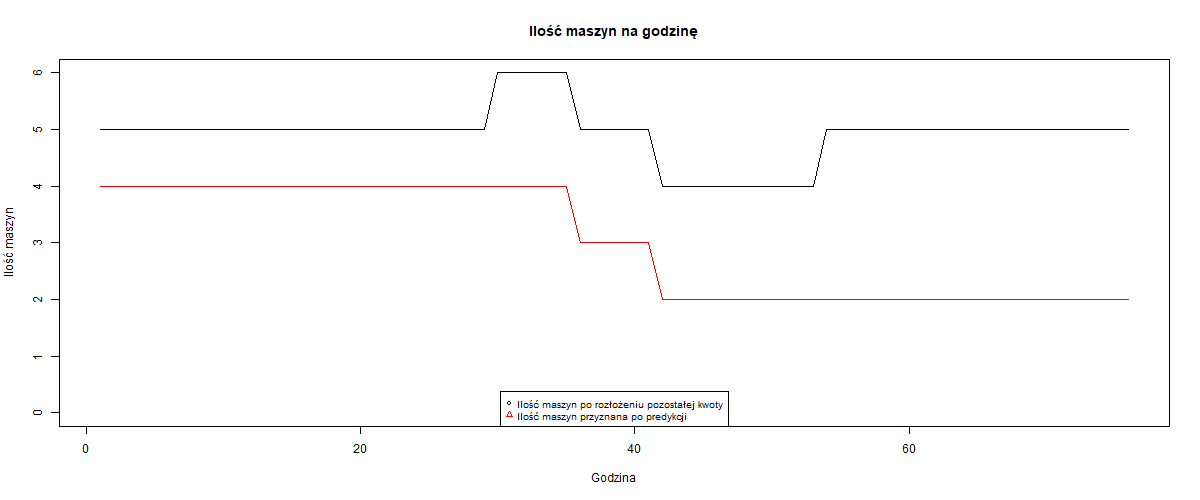 Ilość maszyn na godzinę
Ilość maszyn
6
5
4
3
2
1
0
Ilość maszyn po rozłożeniu pozostałej kwoty
Ilość maszyn przyznana po predykcji
0 20 40 60
Godzina